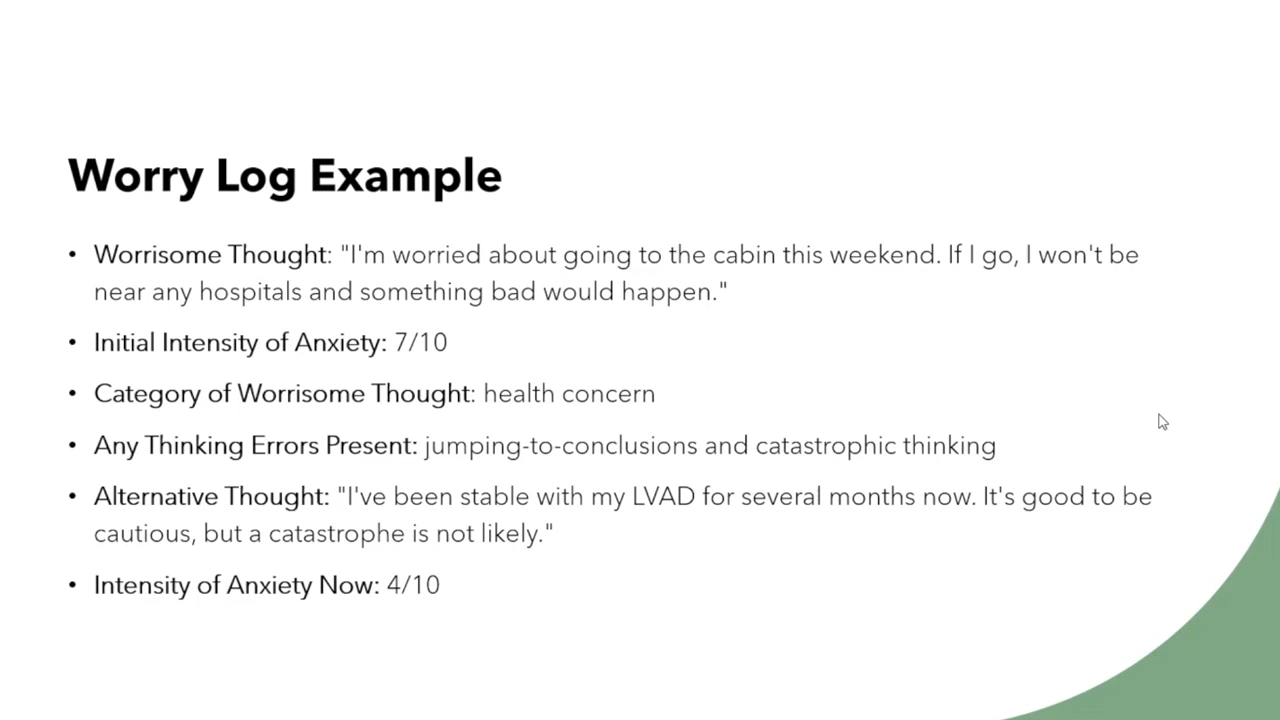 Worry Log Example
• Worrisome Thought: "I'm worried about going to the cabin this weekend. If I go, I won't be
near any hospitals and something bad would happen."
• Initial Intensity of Anxiety: 7/10
• Category of Worrisome Thought: health concern
• Any Thinking Errors Present: jumping-to-conclusions and catastrophic thinking
• Alternative Thought: "I've been stable with my LVAD for several months now. It's good to be
cautious, but a catastrophe is not likely."
• Intensity of Anxiety Now: 4/10